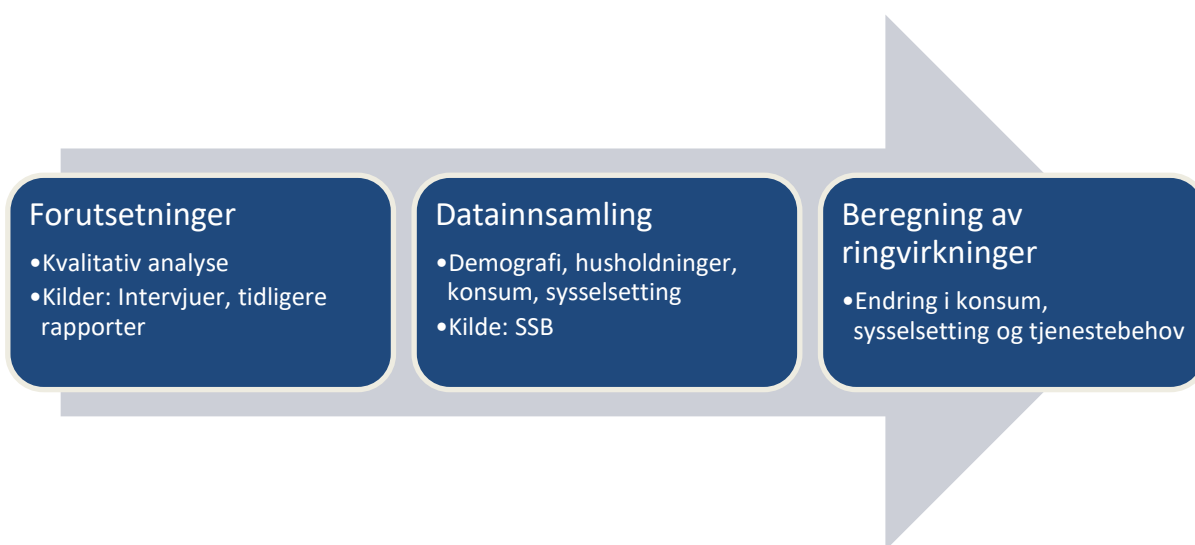 Forutsetninger
•Kvalitativ analyse
•Kilder: Intervjuer, tidligere
rapporter
Datainnsamling
•Demografi, husholdninger,
konsum, sysselsetting
•Kilde: SSB
Beregning av
ringvirkninger
•Endring i konsum,
sysselsetting og tjenestebehov